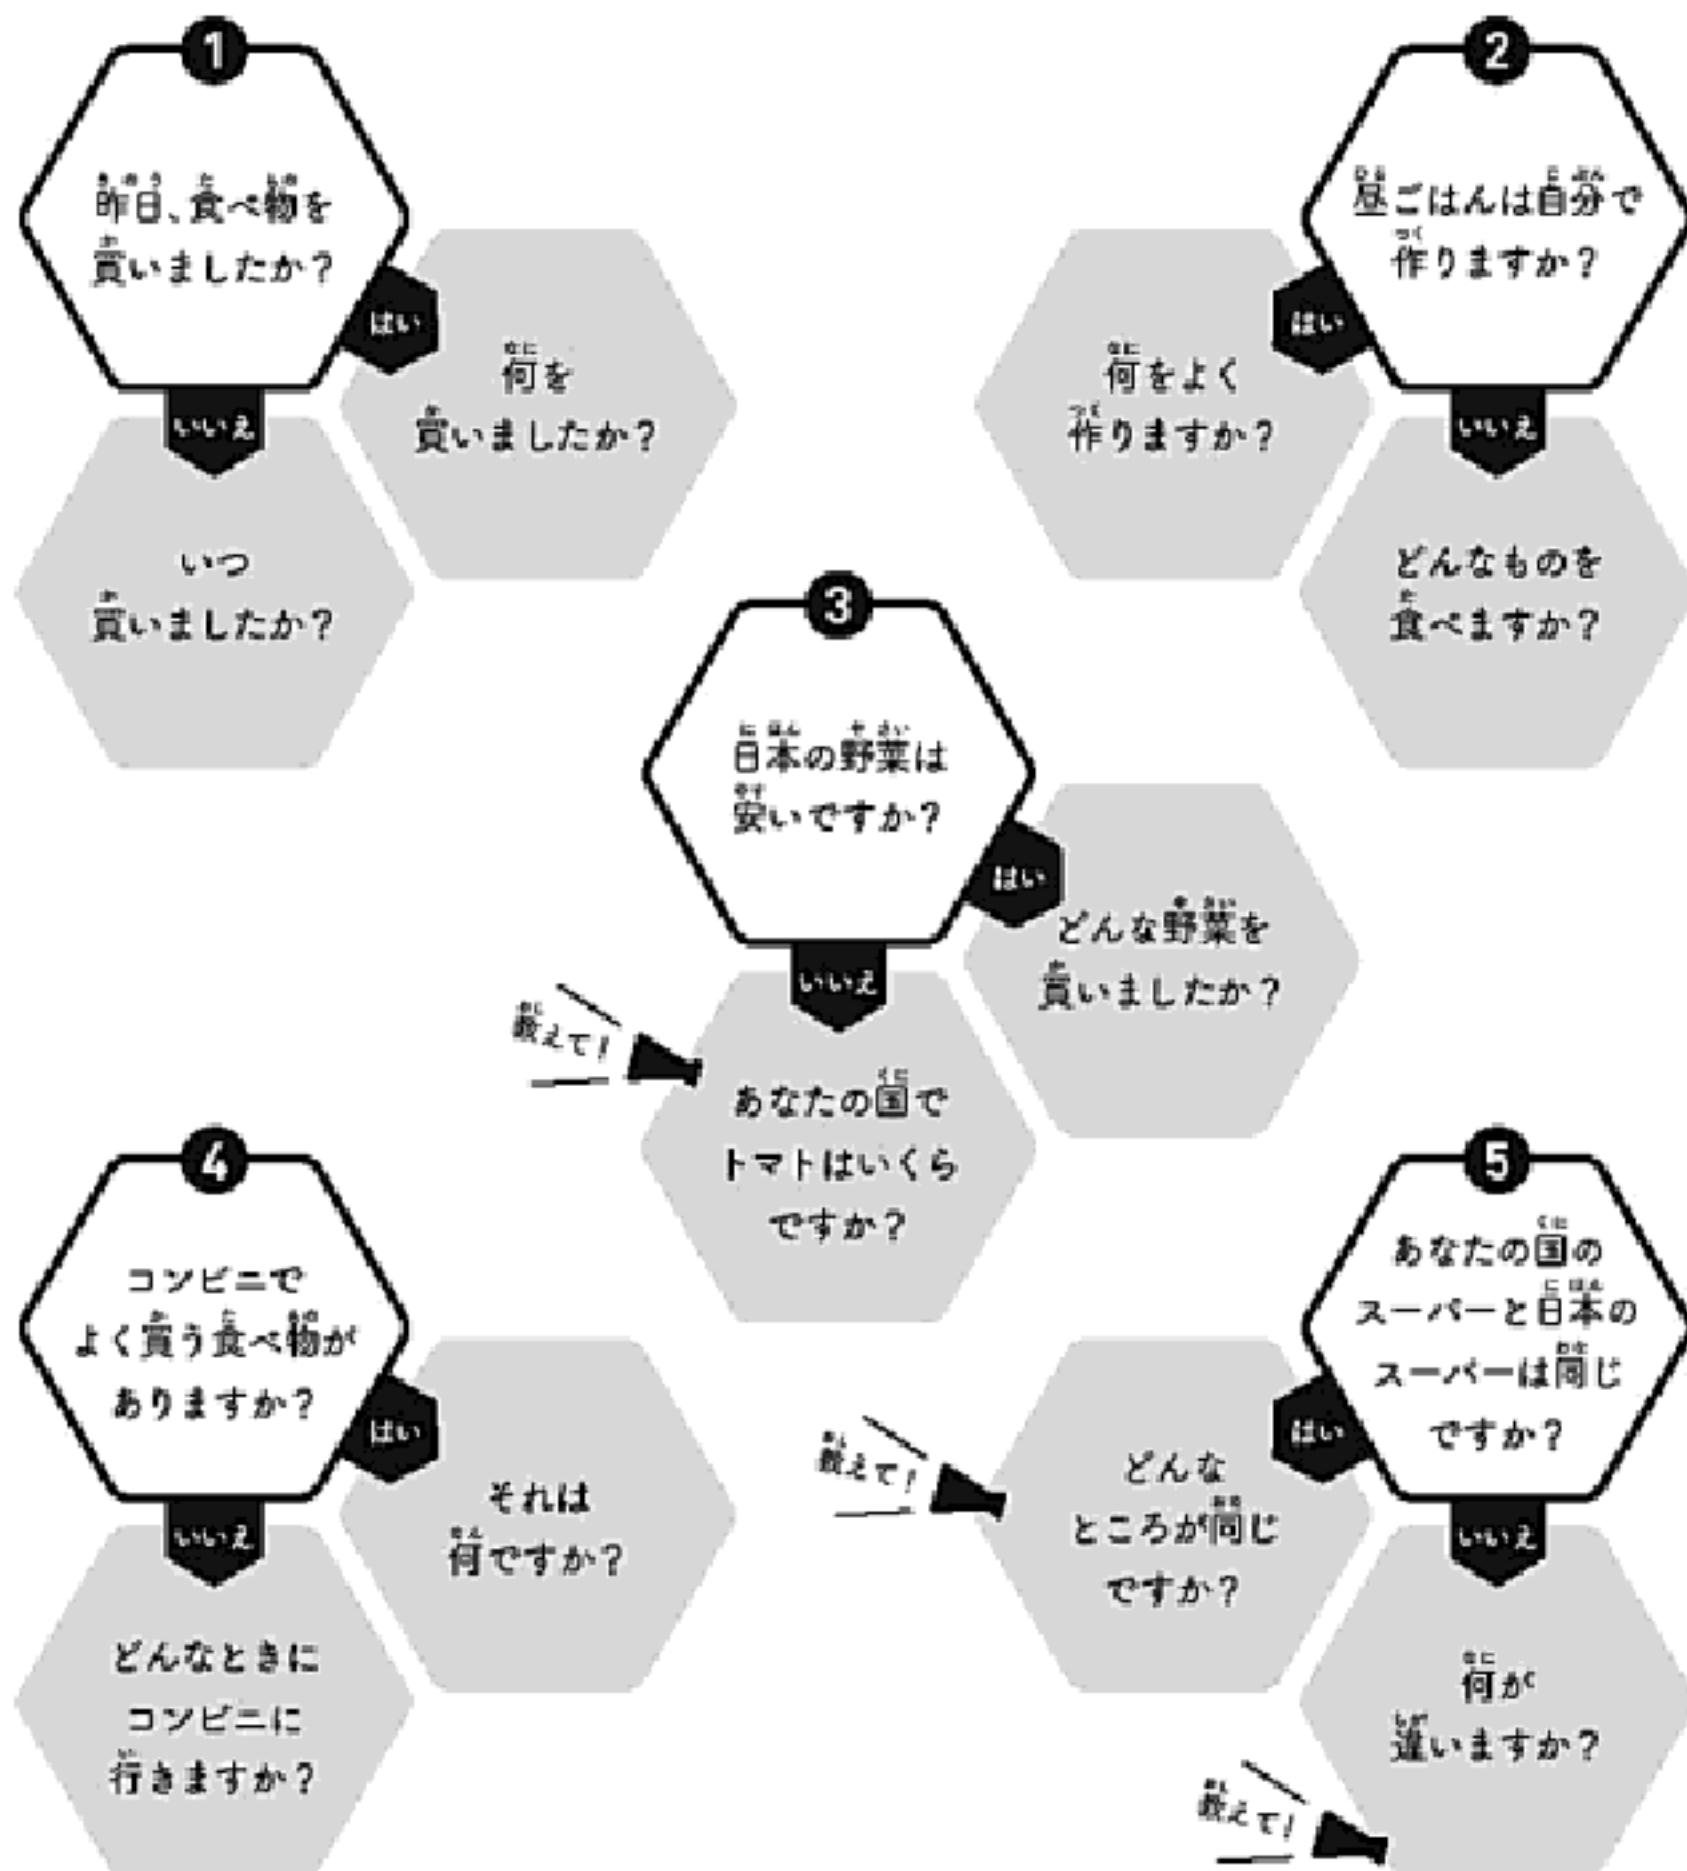 1
昨日、食べ物を
買いましたか?
はい
何を
買いましたか?
いいえ
いつ
買いましたか?
2
昼ごはんは自分で
作りますか?
はい
何をよく
作りますか?
いいえ
どんなものを
食べますか?
3
日本の野菜は
安いですか?
はい
どんな野菜を
買いましたか?
いいえ
教えて!
あなたの国で
トマトはいくら
ですか?
4
コンビニで
よく買う食べ物が
ありますか?
はい
それは
何ですか?
いいえ
どんなときに
コンビニに
行きますか?
5
あなたの国の
スーパーと日本の
スーパーは同じ
ですか?
はい
教えて!
どんな
ところが同じ
ですか?
いいえ
何が
違いますか?
教えて!